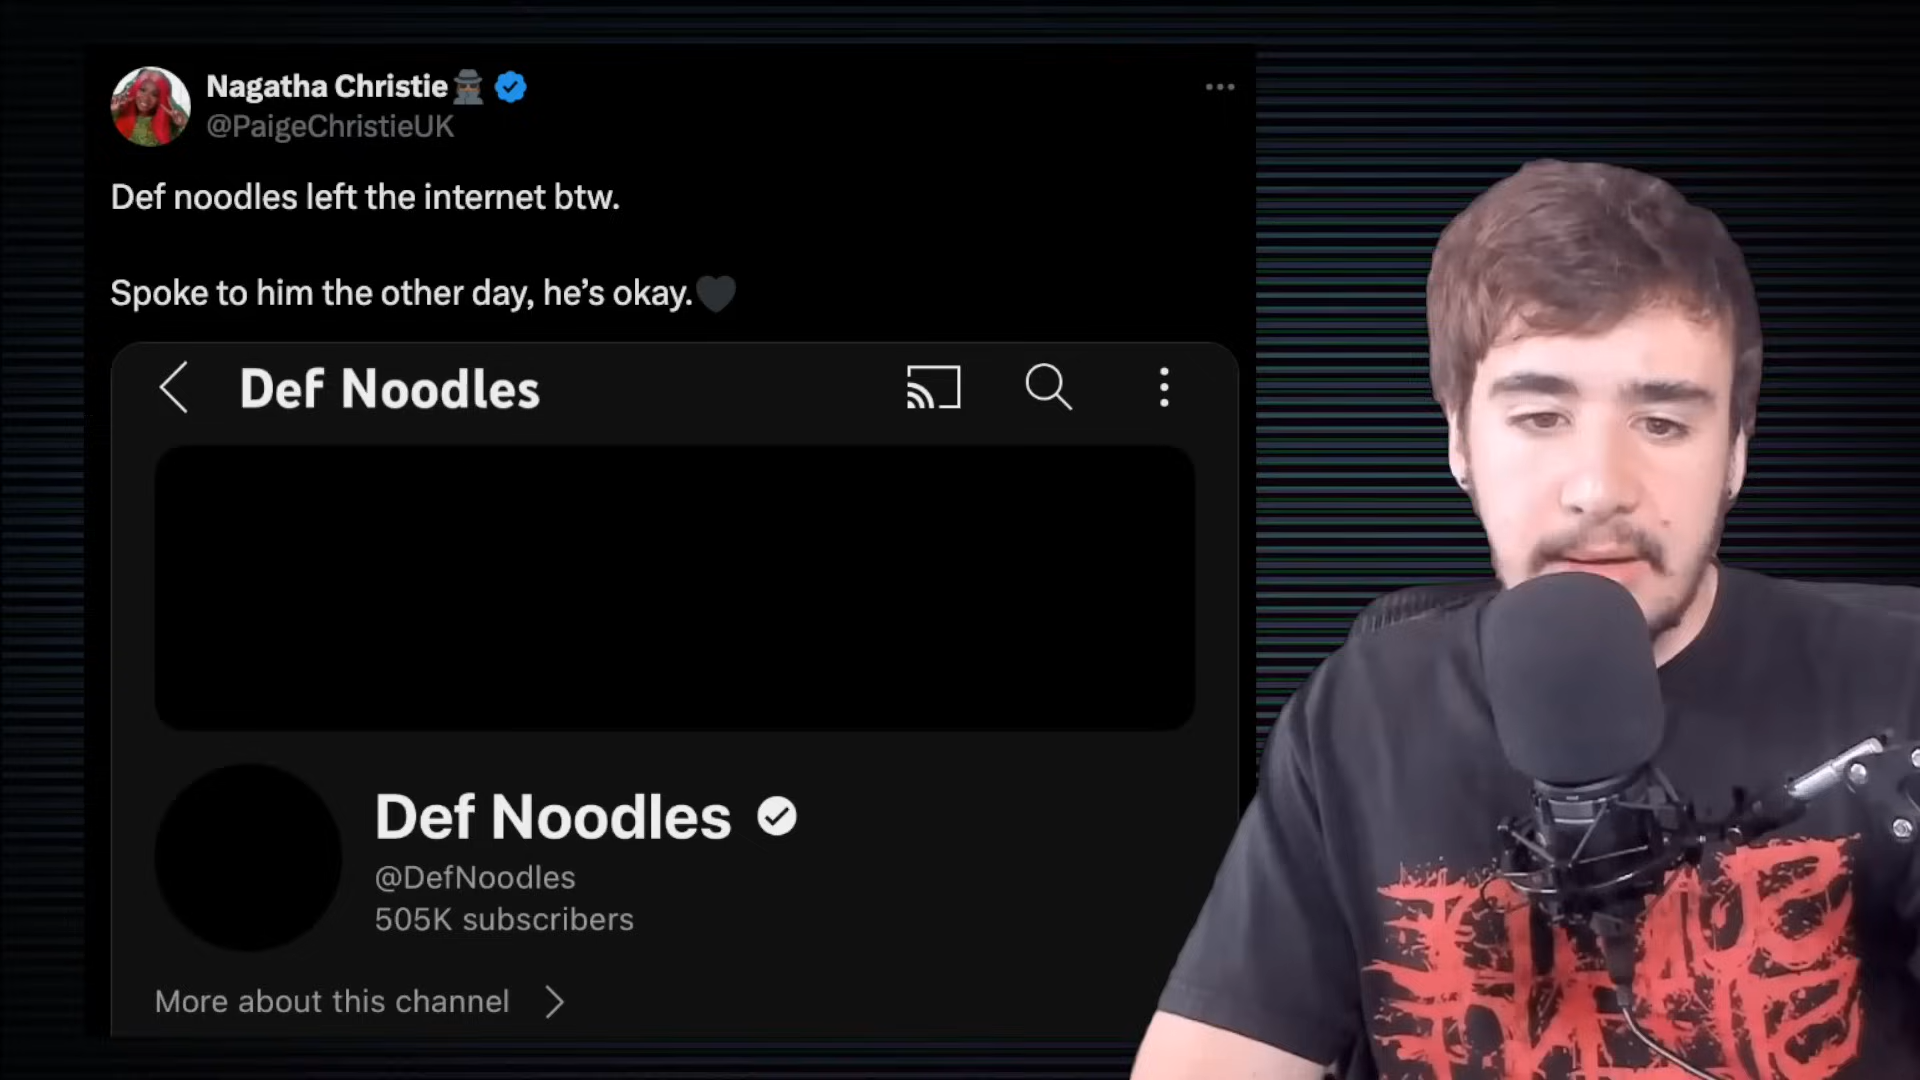 Nagatha Christie
@PaigeChristieUK
Def noodles left the internet btw.
Spoke to him the other day, he's okay.🖤
Def Noodles
Def Noodles
@DefNoodles
505K subscribers
More about this channel